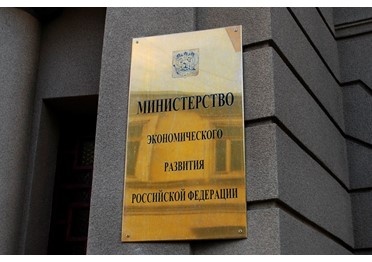 МИНИСТЕРСТВО
ЭКОНОМИЧЕСКОГО
РАЗВИТИЯ
РОССИЙСКОЙ ФЕДЕРАЦИИ